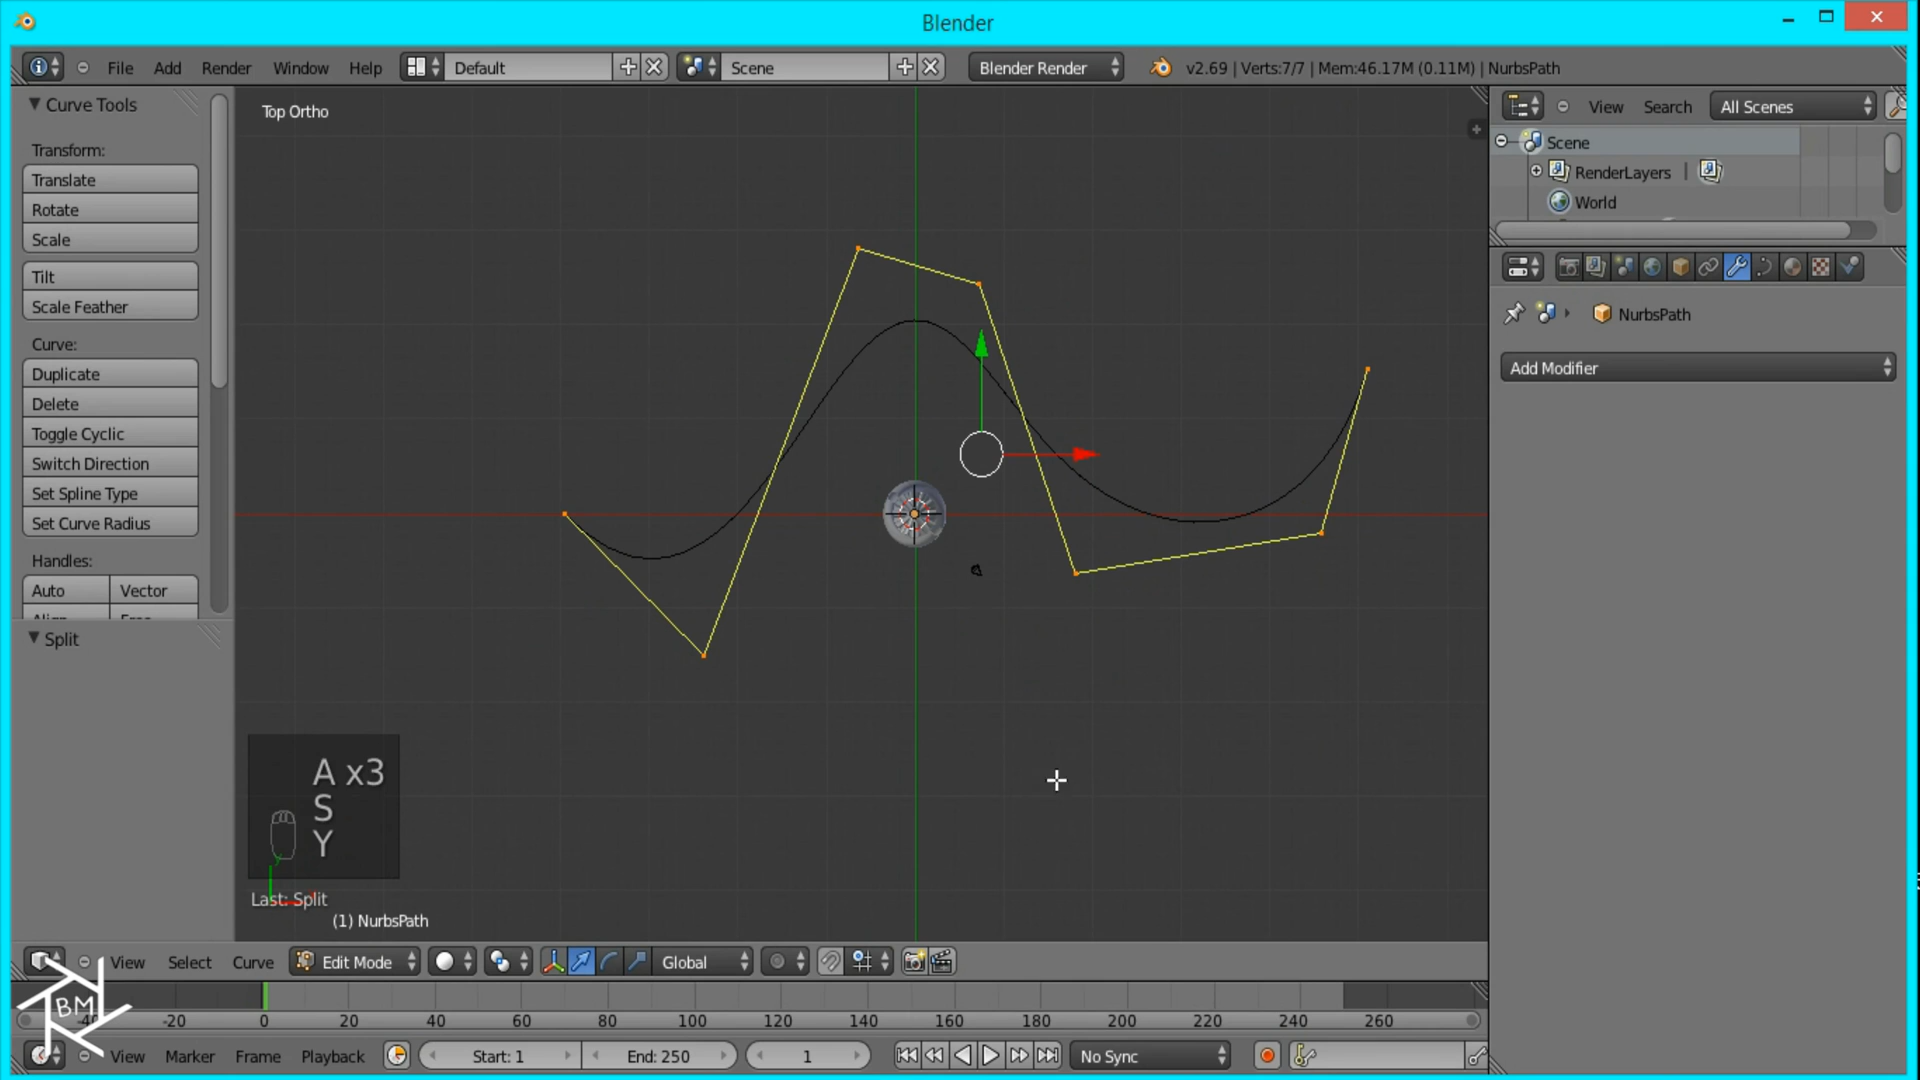 Blender
File Add Render Window Help Default Scene Blender Render v2.69 | Verts:7/7 | Mem:46.17M (0.11M) | NurbsPath
Curve Tools
Transform:
Translate
Rotate
Scale
Tilt
Scale Feather
Curve:
Duplicate
Delete
Toggle Cyclic
Switch Direction
Set Spline Type
Set Curve Radius
Handles:
Auto Vector
Split
Top Ortho
A x3
S
Y
Last: Split
(1) NurbsPath
View Search All Scenes
Scene
RenderLayers
World
NurbsPath
Add Modifier
View Select Curve Edit Mode Global
BM
-40 -20 0 20 40 60 80 100 120 140 160 180 200 220 240 260
View Marker Frame Playback Start: 1 End: 250 1 No Sync